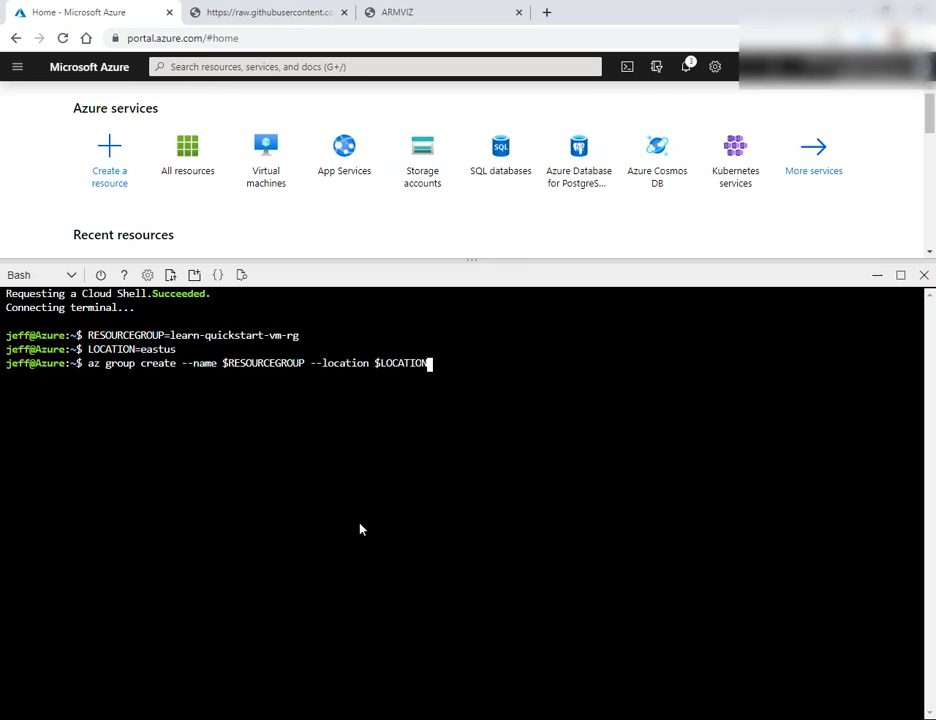 Home - Microsoft Azure
https://raw.githubusercontent.cc
ARMVIZ
portal.azure.com/#home
Microsoft Azure
Search resources, services, and docs (G+/)
3
Azure services
Create a resource
All resources
Virtual machines
App Services
Storage accounts
SQL
SQL databases
Azure Database for PostgreS...
Azure Cosmos DB
Kubernetes services
More services
Recent resources
Bash
?
{}
Requesting a Cloud Shell.Succeeded.
Connecting terminal...
jeff@Azure:~$ RESOURCEGROUP=learn-quickstart-vm-rg
jeff@Azure:~$ LOCATION=eastus
jeff@Azure:~$ az group create --name $RESOURCEGROUP --location $LOCATION